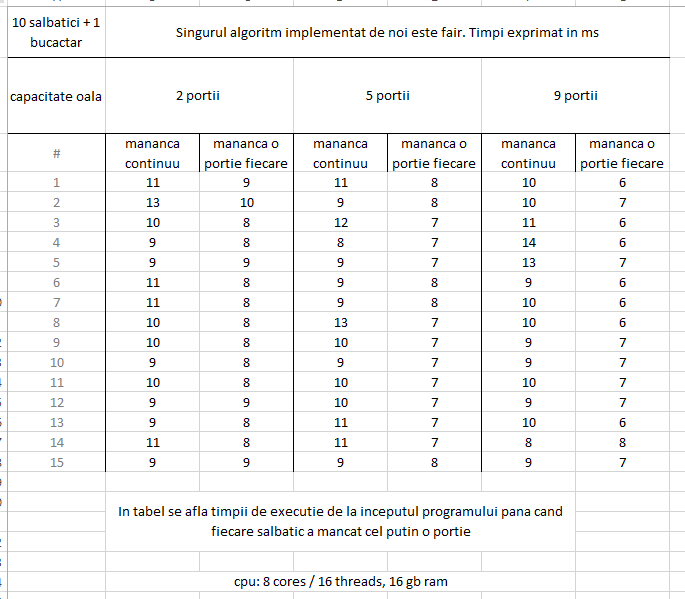 10 salbatici + 1
bucactar
Singurul algoritm implementat de noi este fair. Timpi exprimat in ms
capacitate oala 2 portii 5 portii 9 portii
# mananca continuu mananca o portie fiecare mananca continuu mananca o portie fiecare mananca continuu mananca o portie fiecare
1 11 9 11 8 10 6
2 13 10 9 8 10 7
3 10 8 12 7 11 6
4 9 8 8 7 14 6
5 9 9 9 7 13 7
6 11 8 9 8 9 6
7 11 8 9 8 10 6
8 10 8 13 7 10 6
9 10 8 10 7 9 7
10 9 8 9 7 9 7
11 10 8 10 7 10 7
12 9 9 10 7 9 7
13 9 8 11 7 10 6
14 11 8 11 7 8 8
15 9 9 9 8 9 7
In tabel se afla timpii de executie de la inceputul programului pana cand
fiecare salbatic a mancat cel putin o portie
cpu: 8 cores / 16 threads, 16 gb ram